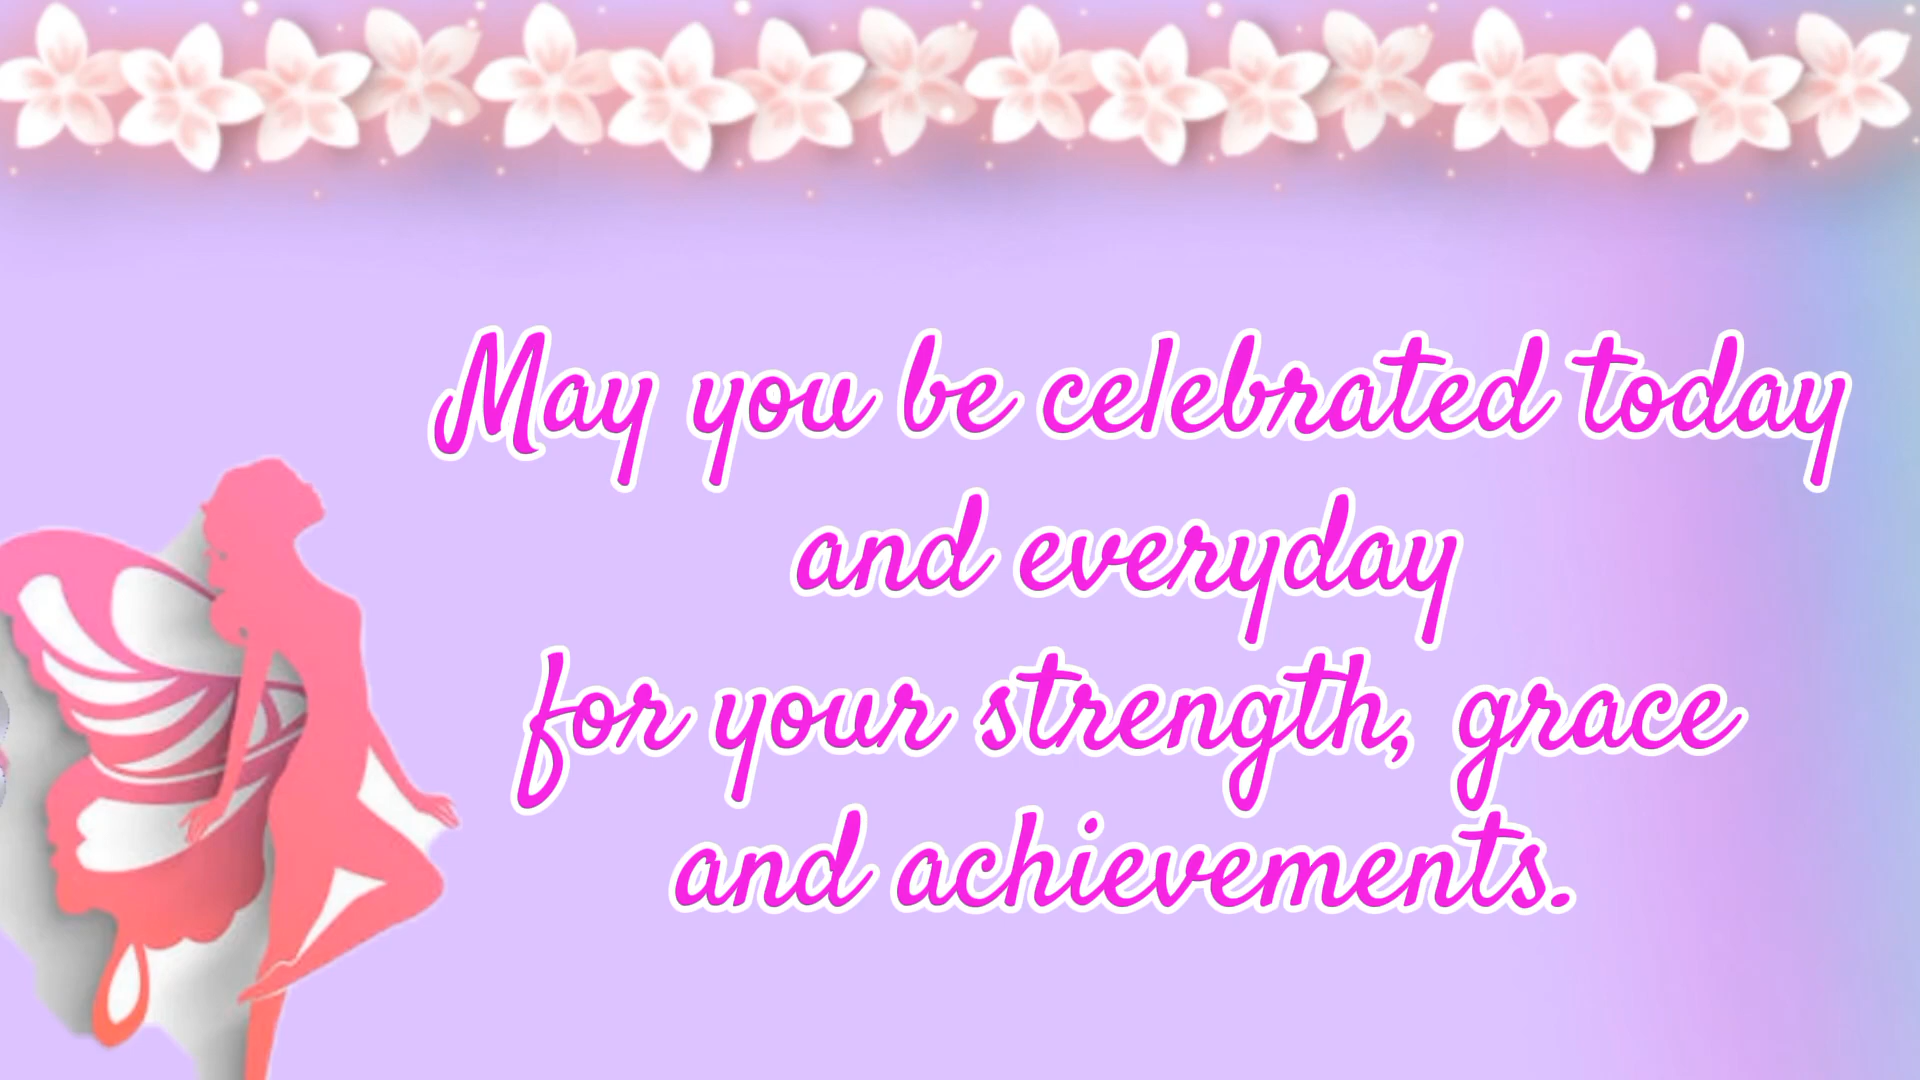 May you be celebrated today
and everyday
for your strength, grace
and achievements.